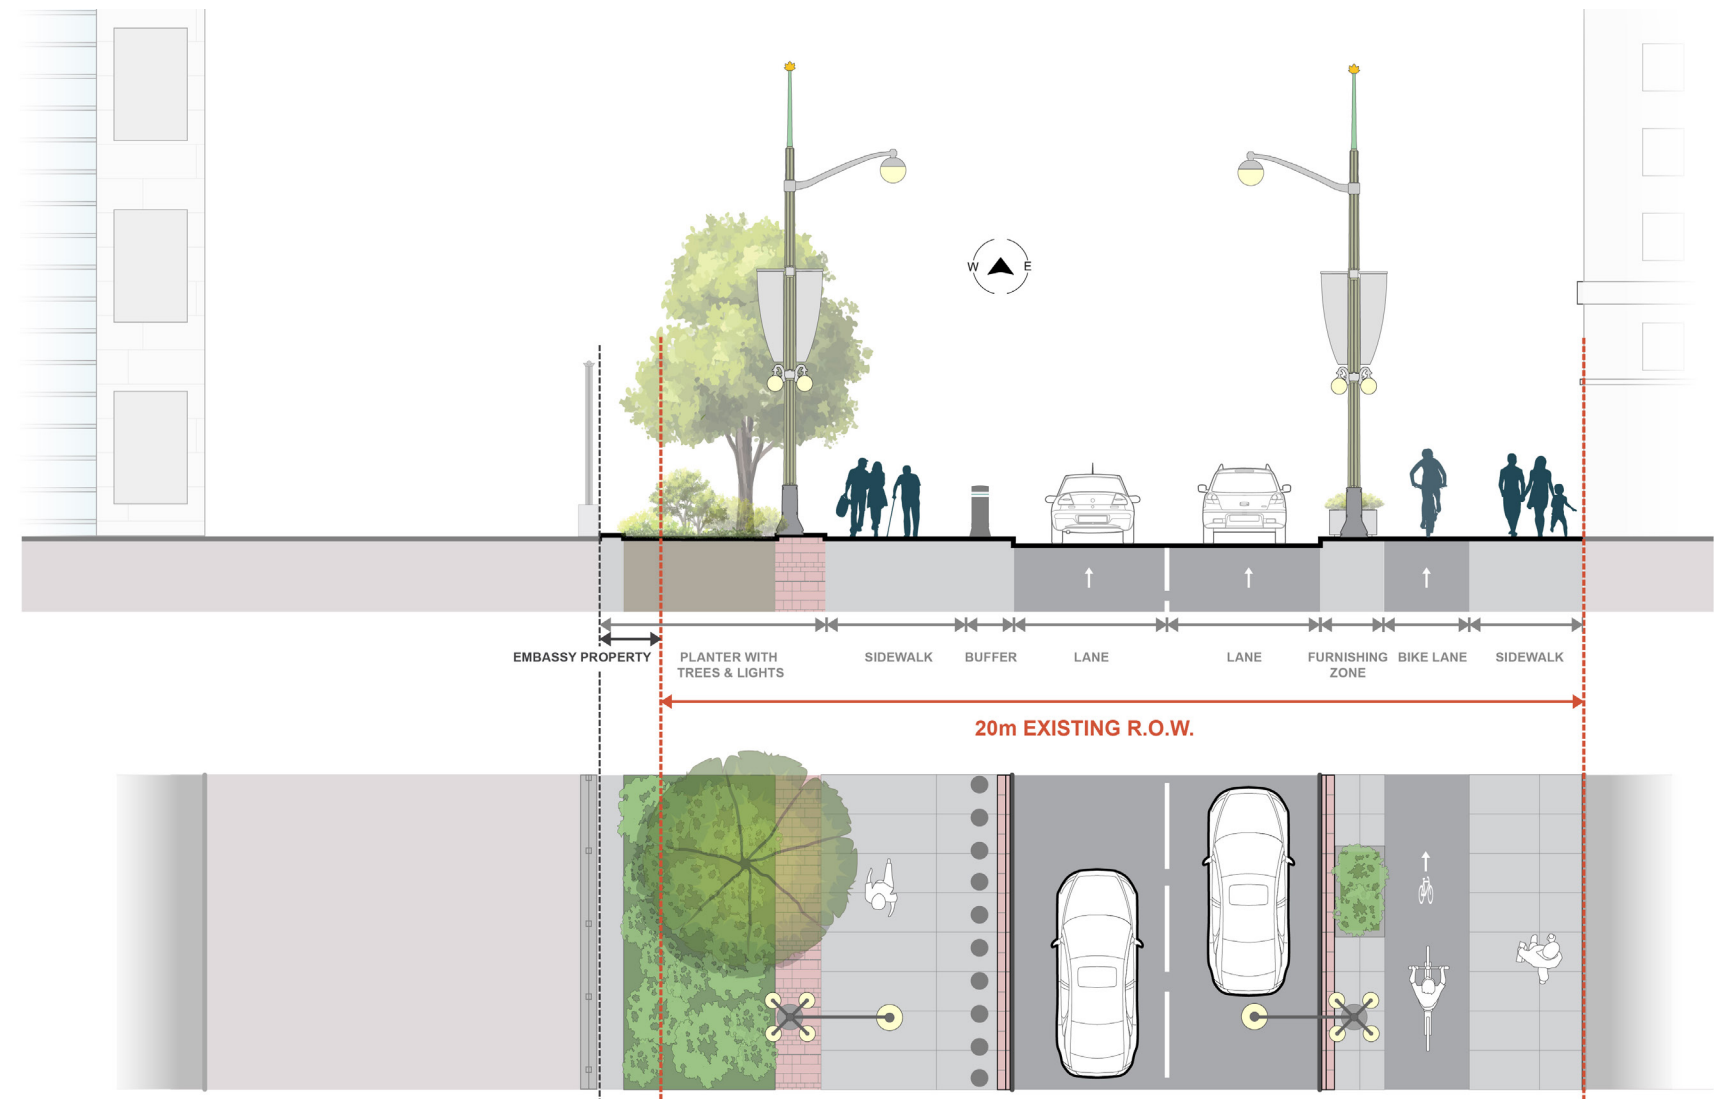 W E
EMBASSY PROPERTY
PLANTER WITH
TREES & LIGHTS
SIDEWALK
BUFFER
LANE
LANE
FURNISHING
ZONE
BIKE LANE
SIDEWALK
20m EXISTING R.O.W.